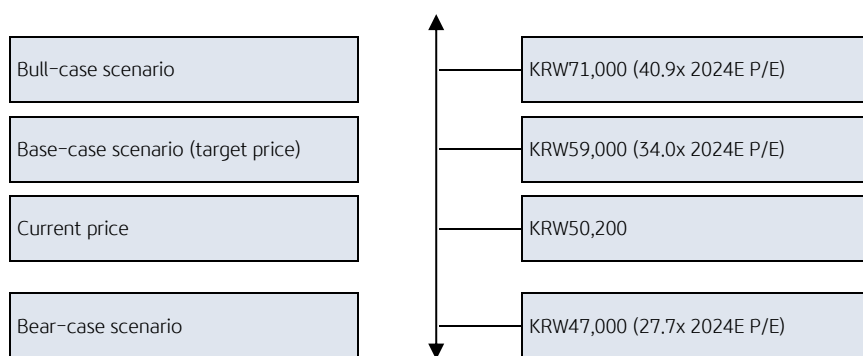 Bull-case scenario
KRW71,000 (40.9x 2024E P/E)
Base-case scenario (target price)
KRW59,000 (34.0x 2024E P/E)
Current price
KRW50,200
Bear-case scenario
KRW47,000 (27.7x 2024E P/E)